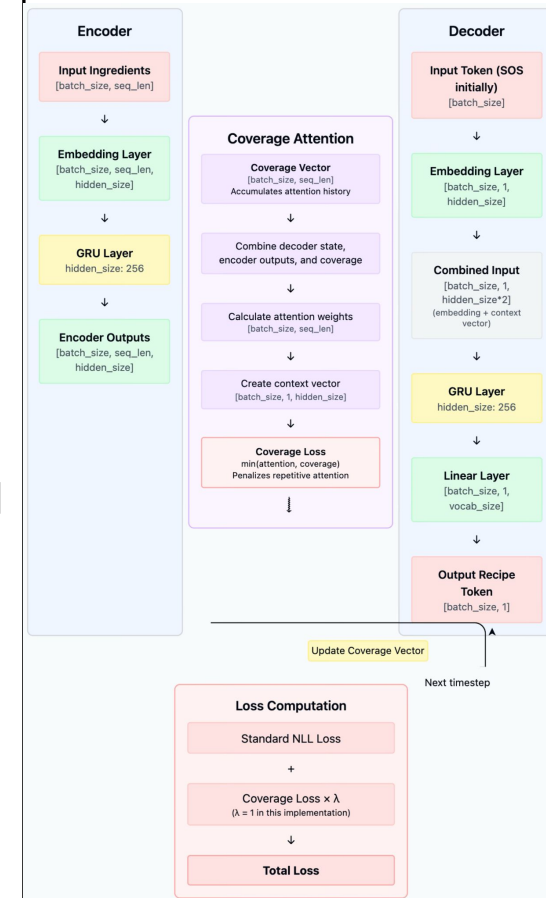 Encoder
Input Ingredients
[batch_size, seq_len]
↓
Embedding Layer
[batch_size, seq_len,
hidden_size]
↓
GRU Layer
hidden_size: 256
↓
Encoder Outputs
[batch_size, seq_len,
hidden_size]
Coverage Attention
Coverage Vector
[batch_size, seq_len]
Accumulates attention history
↓
Combine decoder state,
encoder outputs, and coverage
↓
Calculate attention weights
[batch_size, seq_len]
↓
Create context vector
[batch_size, 1, hidden_size]
↓
Coverage Loss
min(attention, coverage)
Penalizes repetitive attention
Decoder
Input Token (SOS
initially)
[batch_size]
↓
Embedding Layer
[batch_size, 1,
hidden_size]
↓
Combined Input
[batch_size, 1,
hidden_size*2]
(embedding + context
vector)
↓
GRU Layer
hidden_size: 256
↓
Linear Layer
[batch_size, 1,
vocab_size]
↓
Output Recipe
Token
[batch_size, 1]
Update Coverage Vector
Next timestep
Loss Computation
Standard NLL Loss
+
Coverage Loss × λ
(λ = 1 in this implementation)
↓
Total Loss